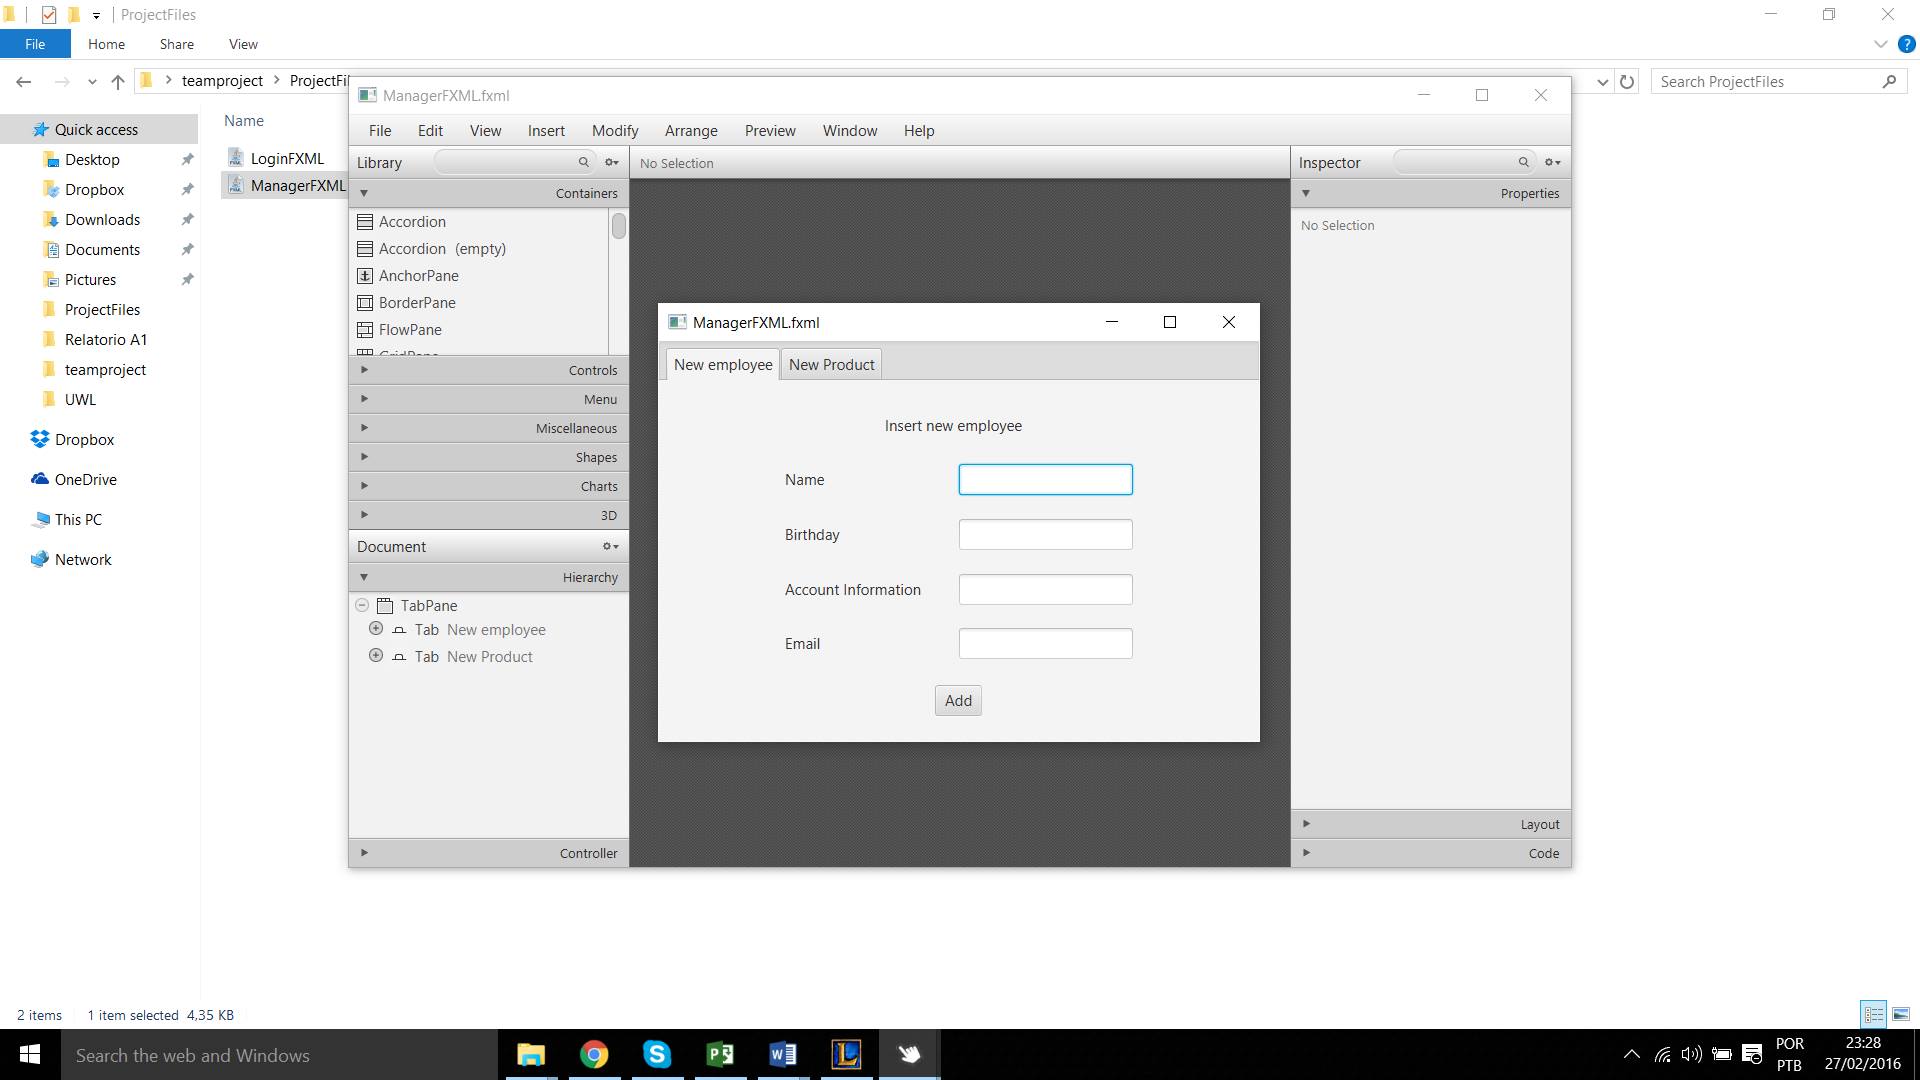 ProjectFiles
File Home Share View
teamproject ProjectFil
Search ProjectFiles
Name
Quick access
Desktop
Dropbox
Downloads
Documents
Pictures
ProjectFiles
Relatorio A1
teamproject
UWL
Dropbox
OneDrive
This PC
Network
LoginFXML
ManagerFXML
ManagerFXML.fxml
File Edit View Insert Modify Arrange Preview Window Help
Library
No Selection
Inspector
Containers
Accordion
Accordion (empty)
AnchorPane
BorderPane
FlowPane
GridPane
Controls
Menu
Miscellaneous
Shapes
Charts
3D
Document
Hierarchy
TabPane
Tab New employee
Tab New Product
Controller
ManagerFXML.fxml
New employee New Product
Insert new employee
Name
Birthday
Account Information
Email
Add
Properties
No Selection
Layout
Code
2 items 1 item selected 4,35 KB
Search the web and Windows
POR
PTB
23:28
27/02/2016